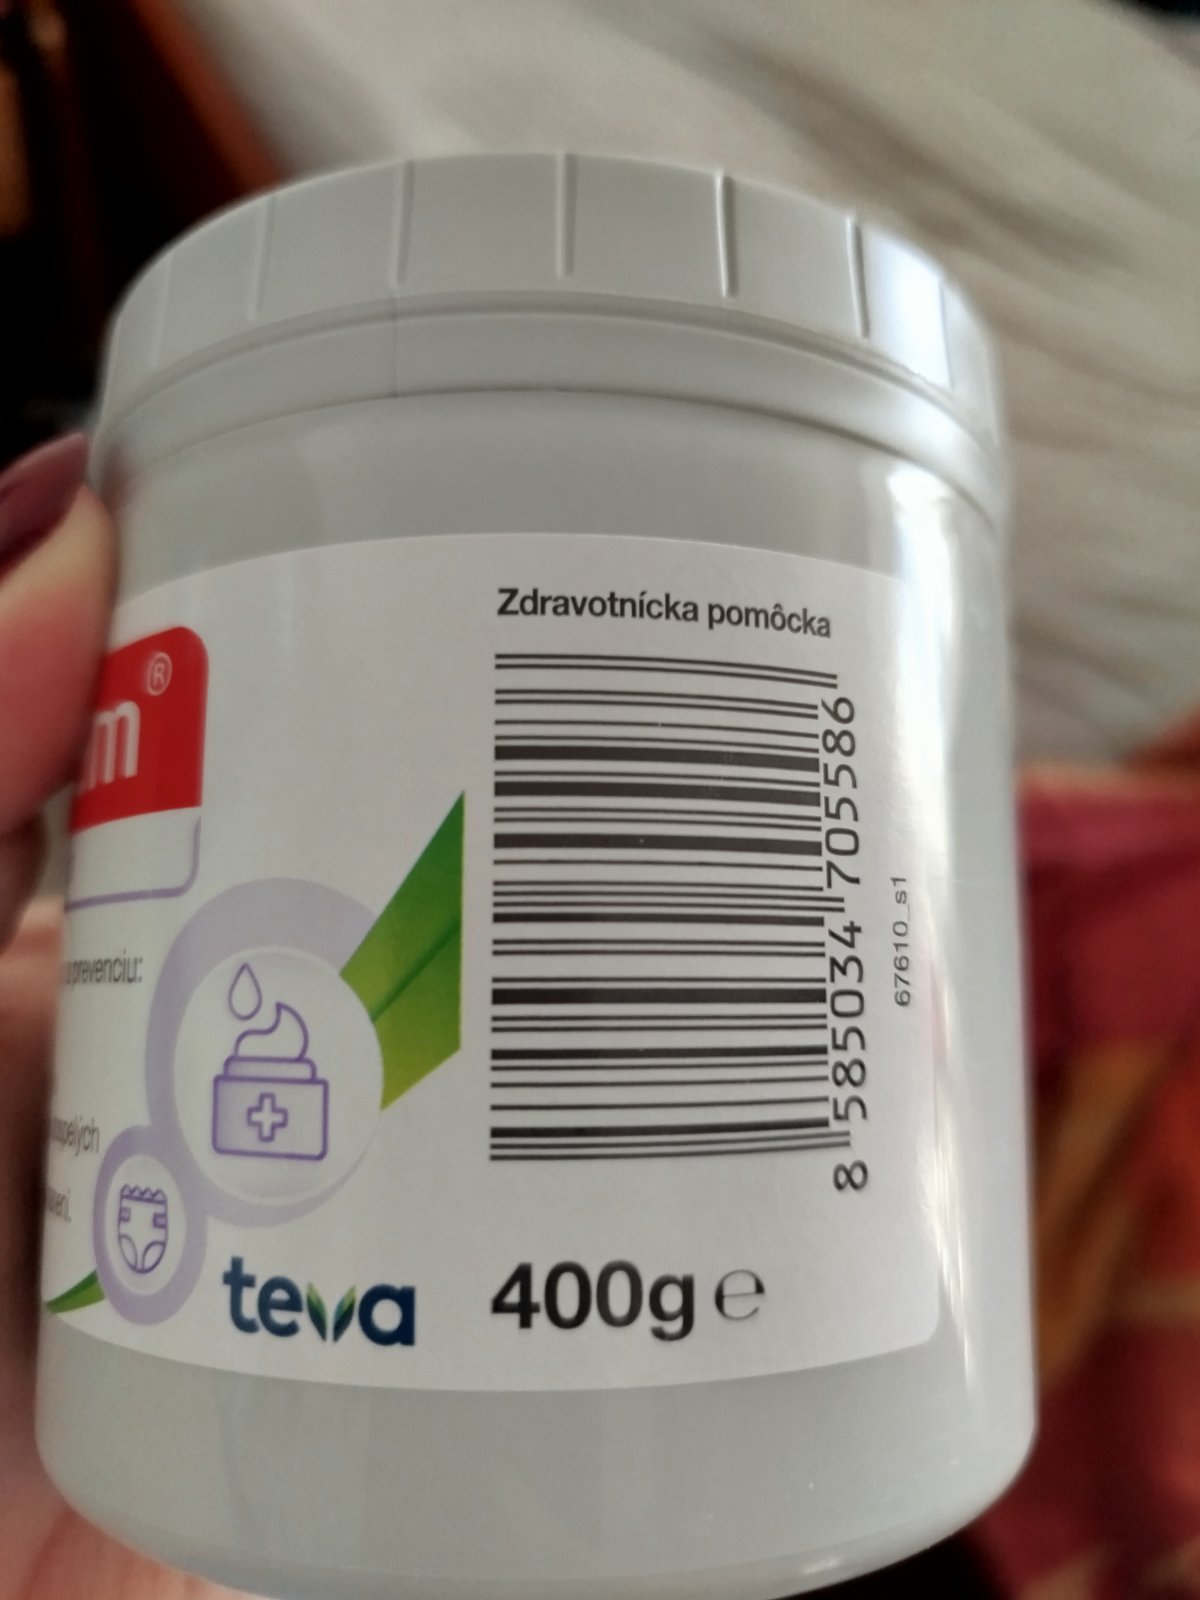 Zdravotnícka pomôcka
m®
prevenciu:
8 585034 705586
67610_s1
teva
400g ℮